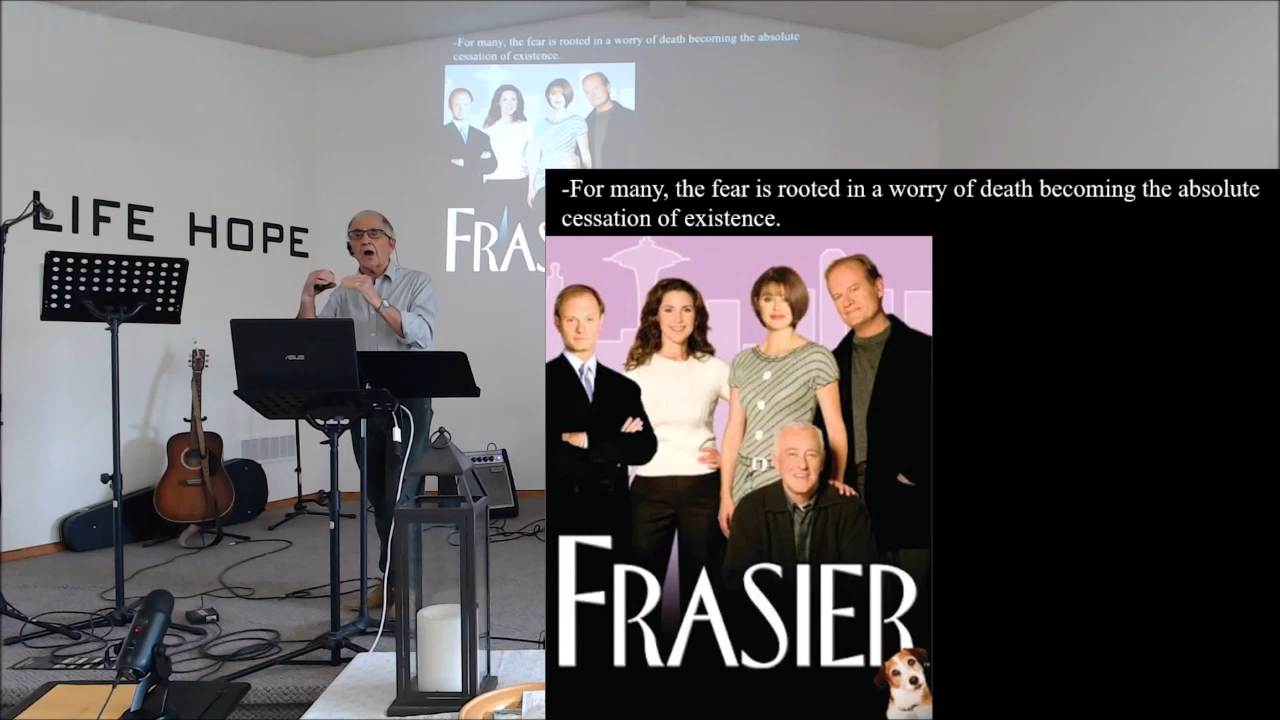 -For many, the fear is rooted in a worry of death becoming the absolute
cessation of existence.
FRAS
LIFE HOPE
ASUS
-For many, the fear is rooted in a worry of death becoming the absolute
cessation of existence.
FRASIER